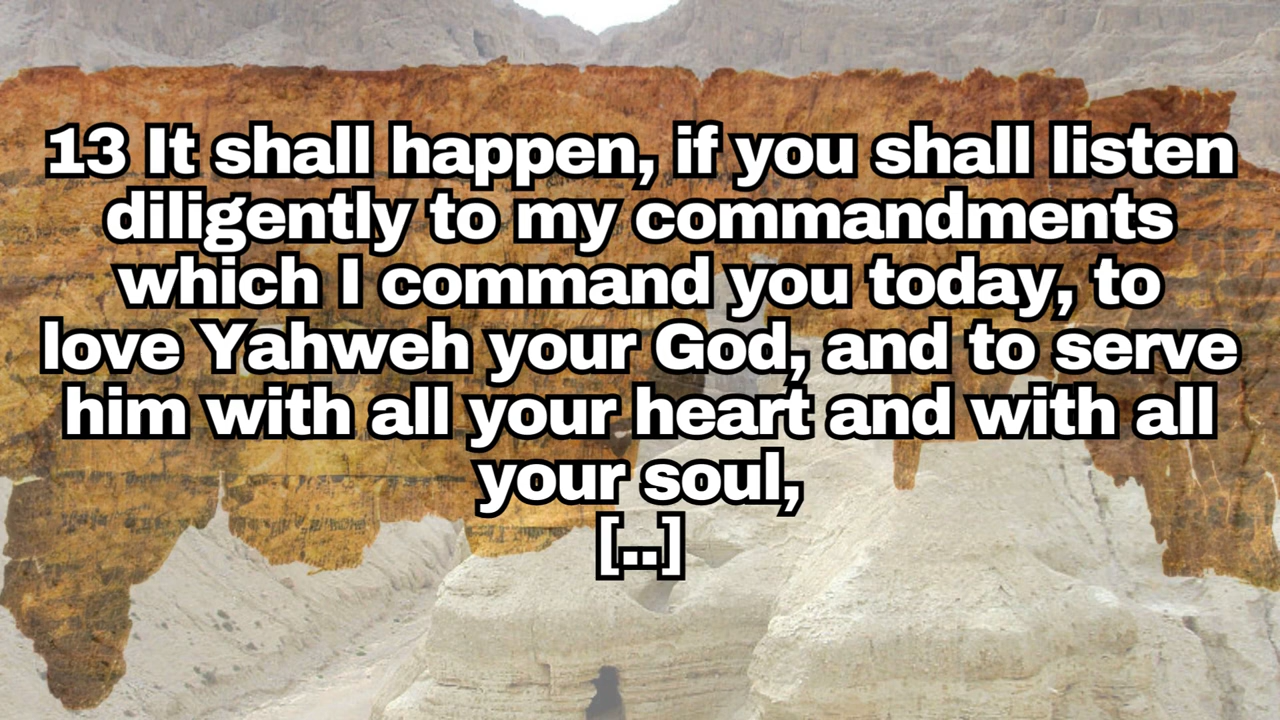 13 It shall happen, if you shall listen
diligently to my commandments
which I command you today, to
love Yahweh your God, and to serve
him with all your heart and with all
your soul,
[..]